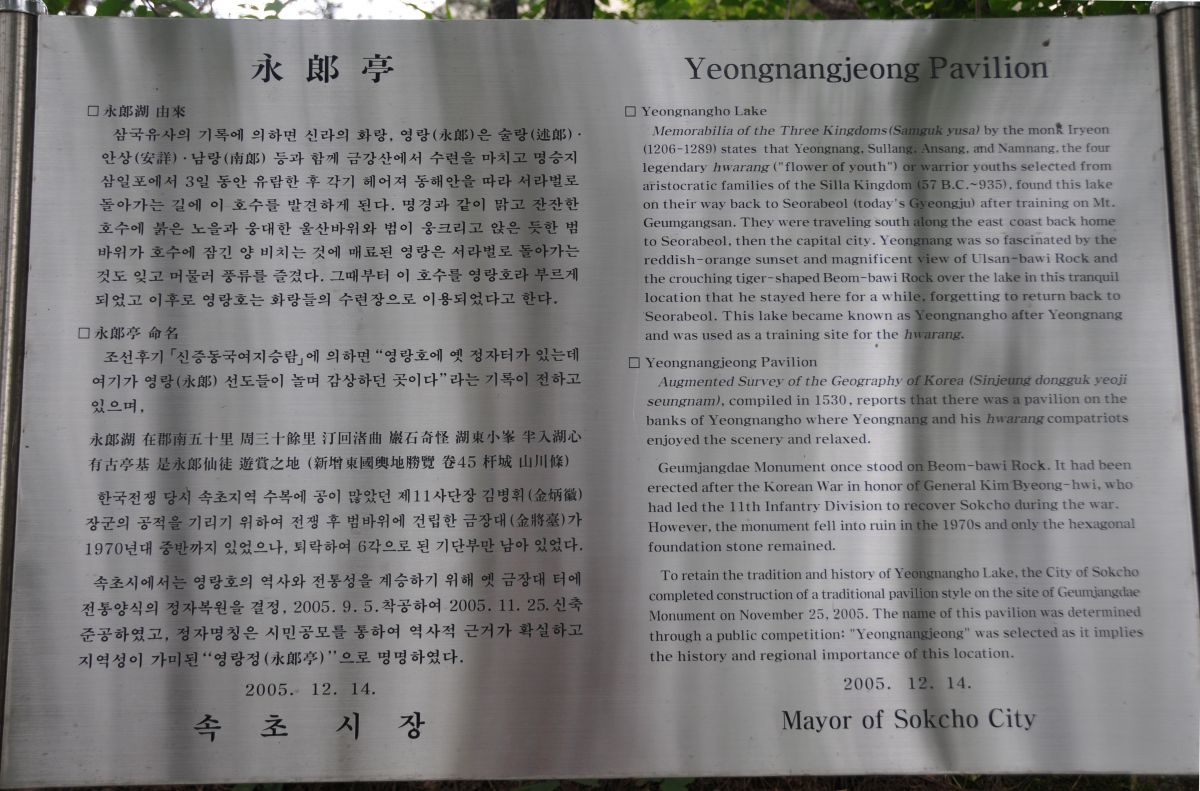 永郞亭
□ 永郞湖 由來
삼국유사의 기록에 의하면 신라의 화랑, 영랑(永郞)은 술랑(述郞)·
안상(安詳)·남랑(南郞) 등과 함께 금강산에서 수련을 마치고 명승지
삼일포에서 3일 동안 유람한 후 각기 헤어져 동해안을 따라 서라벌로
돌아가는 길에 이 호수를 발견하게 된다. 명경과 같이 맑고 잔잔한
호수에 붉은 노을과 웅대한 울산바위와 범이 웅크리고 앉은 듯한 범
바위가 호수에 잠긴 양 비치는 것에 매료된 영랑은 서라벌로 돌아가는
것도 잊고 머물러 풍류를 즐겼다. 그때부터 이 호수를 영랑호라 부르게
되었고 이후로 영랑호는 화랑들의 수련장으로 이용되었다고 한다.
□ 永郞亭 命名
조선후기 「신증동국여지승람」에 의하면 “영랑호에 옛 정자터가 있는데
여기가 영랑(永郞) 선도들이 놀며 감상하던 곳이다”라는 기록이 전하고
있으며,
永郞湖 在郡南五十里 周三十餘里 汀回渚曲 巖石奇怪 湖東小峯 半入湖心
有古亭基 是永郞仙徒 遊賞之地 (新增東國輿地勝覽 卷45 杆城 山川條)
한국전쟁 당시 속초지역 수복에 공이 많았던 제11사단장 김병휘(金炳徽)
장군의 공적을 기리기 위하여 전쟁 후 범바위에 건립한 금장대(金將臺)가
1970년대 중반까지 있었으나, 퇴락하여 6각으로 된 기단부만 남아 있었다.
속초시에서는 영랑호의 역사와 전통성을 계승하기 위해 옛 금장대 터에
전통양식의 정자복원을 결정, 2005. 9. 5.착공하여 2005. 11. 25.신축
준공하였고, 정자명칭은 시민공모를 통하여 역사적 근거가 확실하고
지역성이 가미된 “영랑정(永郞亭)”으로 명명하였다.
2005. 12. 14.
속초시장
Yeongnangjeong Pavilion
□ Yeongnangho Lake
Memorabilia of the Three Kingdoms(Samguk yusa) by the monk Iryeon
(1206-1289) states that Yeongnang, Sullang, Ansang, and Namnang, the four
legendary hwarang ("flower of youth") or warrior youths selected from
aristocratic families of the Silla Kingdom (57 B.C.~935), found this lake
on their way back to Seorabeol (today's Gyeongju) after training on Mt.
Geumgangsan. They were traveling south along the east coast back home
to Seorabeol, then the capital city. Yeongnang was so fascinated by the
reddish-orange sunset and magnificent view of Ulsan-bawi Rock and
the crouching tiger-shaped Beom-bawi Rock over the lake in this tranquil
location that he stayed here for a while, forgetting to return back to
Seorabeol. This lake became known as Yeongnangho after Yeongnang
and was used as a training site for the hwarang.
□ Yeongnangjeong Pavilion
Augmented Survey of the Geography of Korea (Sinjeung dongguk yeoji
seungnam), compiled in 1530, reports that there was a pavilion on the
banks of Yeongnangho where Yeongnang and his hwarang compatriots
enjoyed the scenery and relaxed.
Geumjangdae Monument once stood on Beom-bawi Rock. It had been
erected after the Korean War in honor of General Kim Byeong-hwi, who
had led the 11th Infantry Division to recover Sokcho during the war.
However, the monument fell into ruin in the 1970s and only the hexagonal
foundation stone remained.
To retain the tradition and history of Yeongnangho Lake, the City of Sokcho
completed construction of a traditional pavilion style on the site of Geumjangdae
Monument on November 25, 2005. The name of this pavilion was determined
through a public competition: "Yeongnangjeong" was selected as it implies
the history and regional importance of this location.
2005. 12. 14.
Mayor of Sokcho City